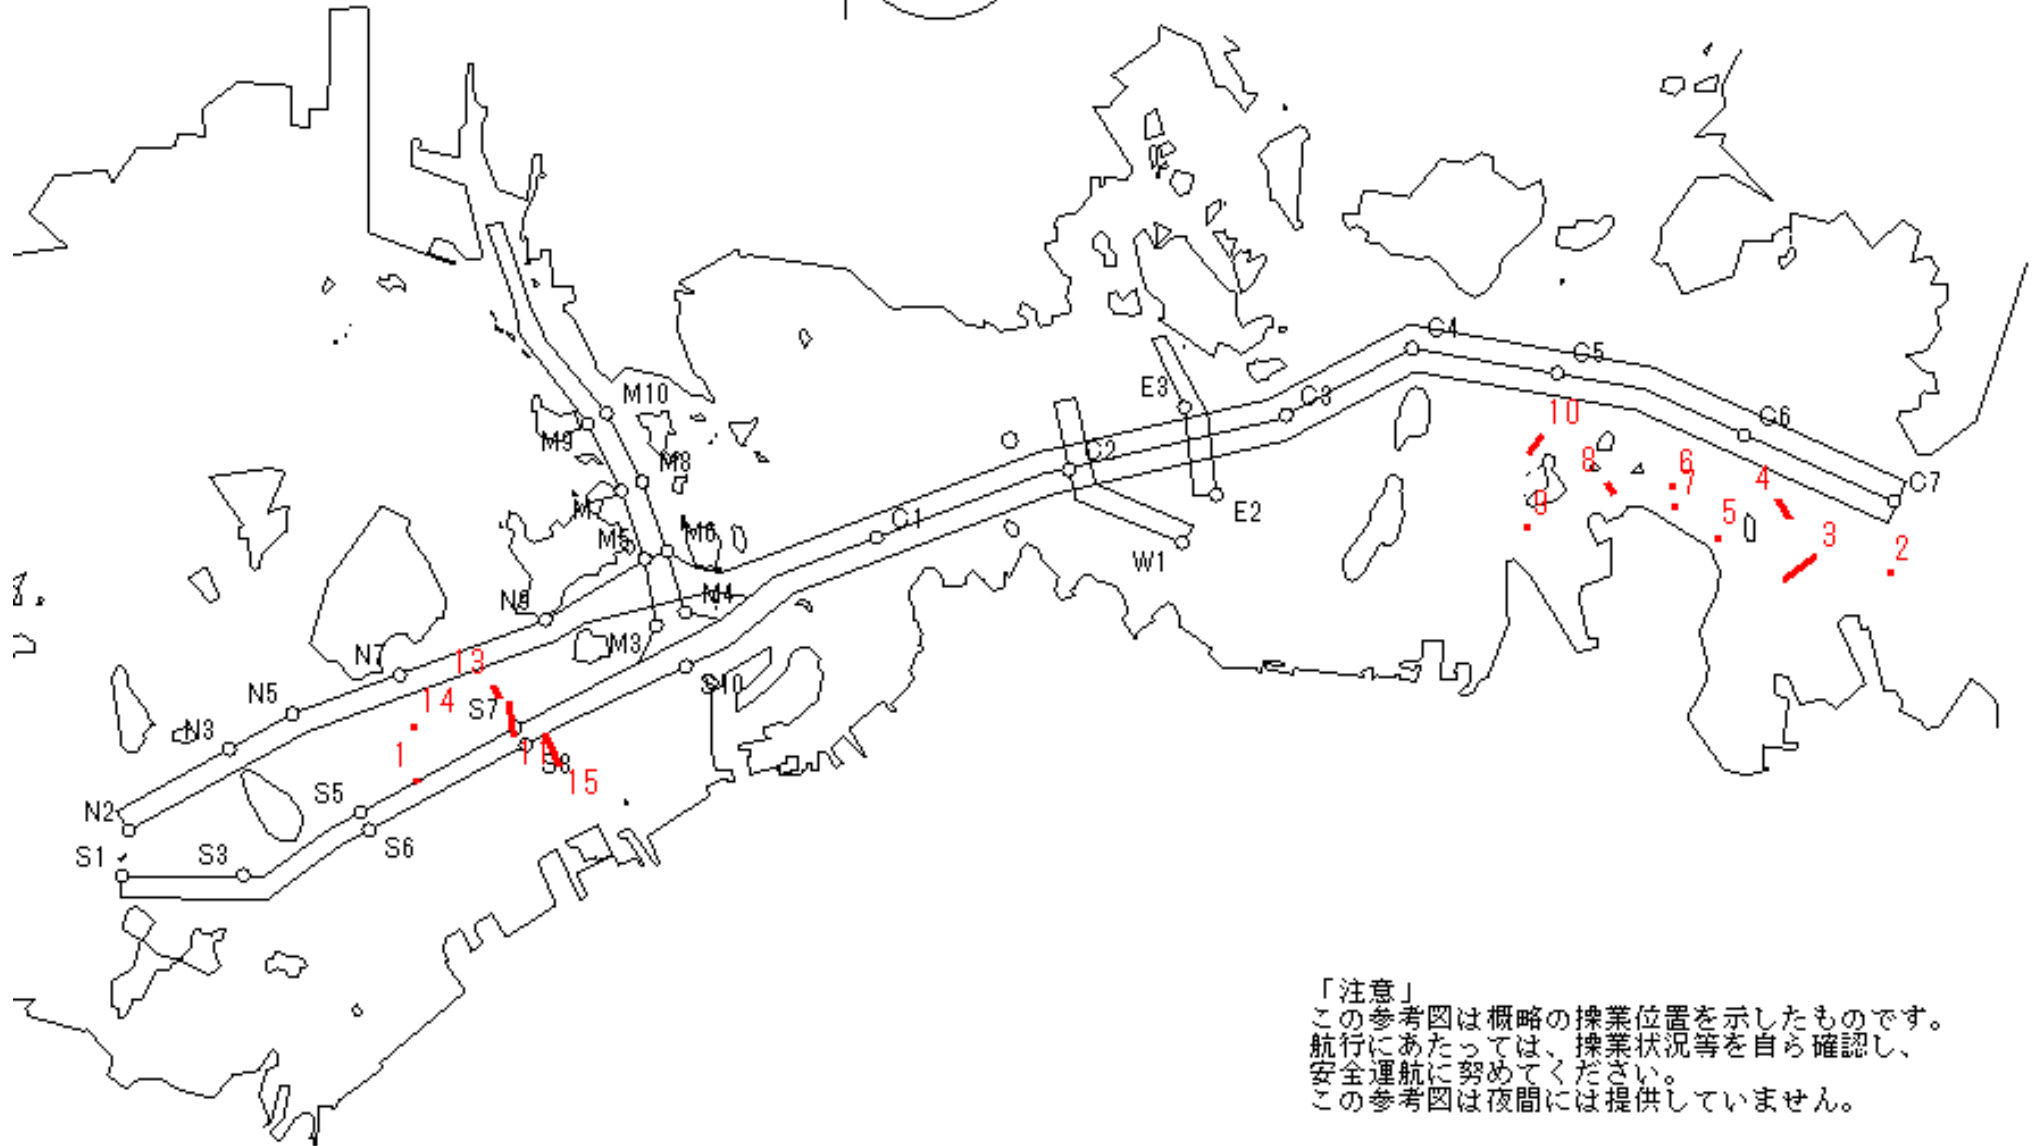 C4
C5
E3
M10
10
C3
C6
M9
C2
8
6
M8
4
7
C7
M7
9
E2
5
C1
M5
M6
3
2
W1
N9
M4
M3
N7
13
S10
N5
14
S7
N3
1
11
S8
15
S5
N2
S6
S1
S3
「注意」
この参考図は概略の操業位置を示したものです。
航行にあたっては、操業状況等を自ら確認し、
安全運航に努めてください。
この参考図は夜間には提供していません。